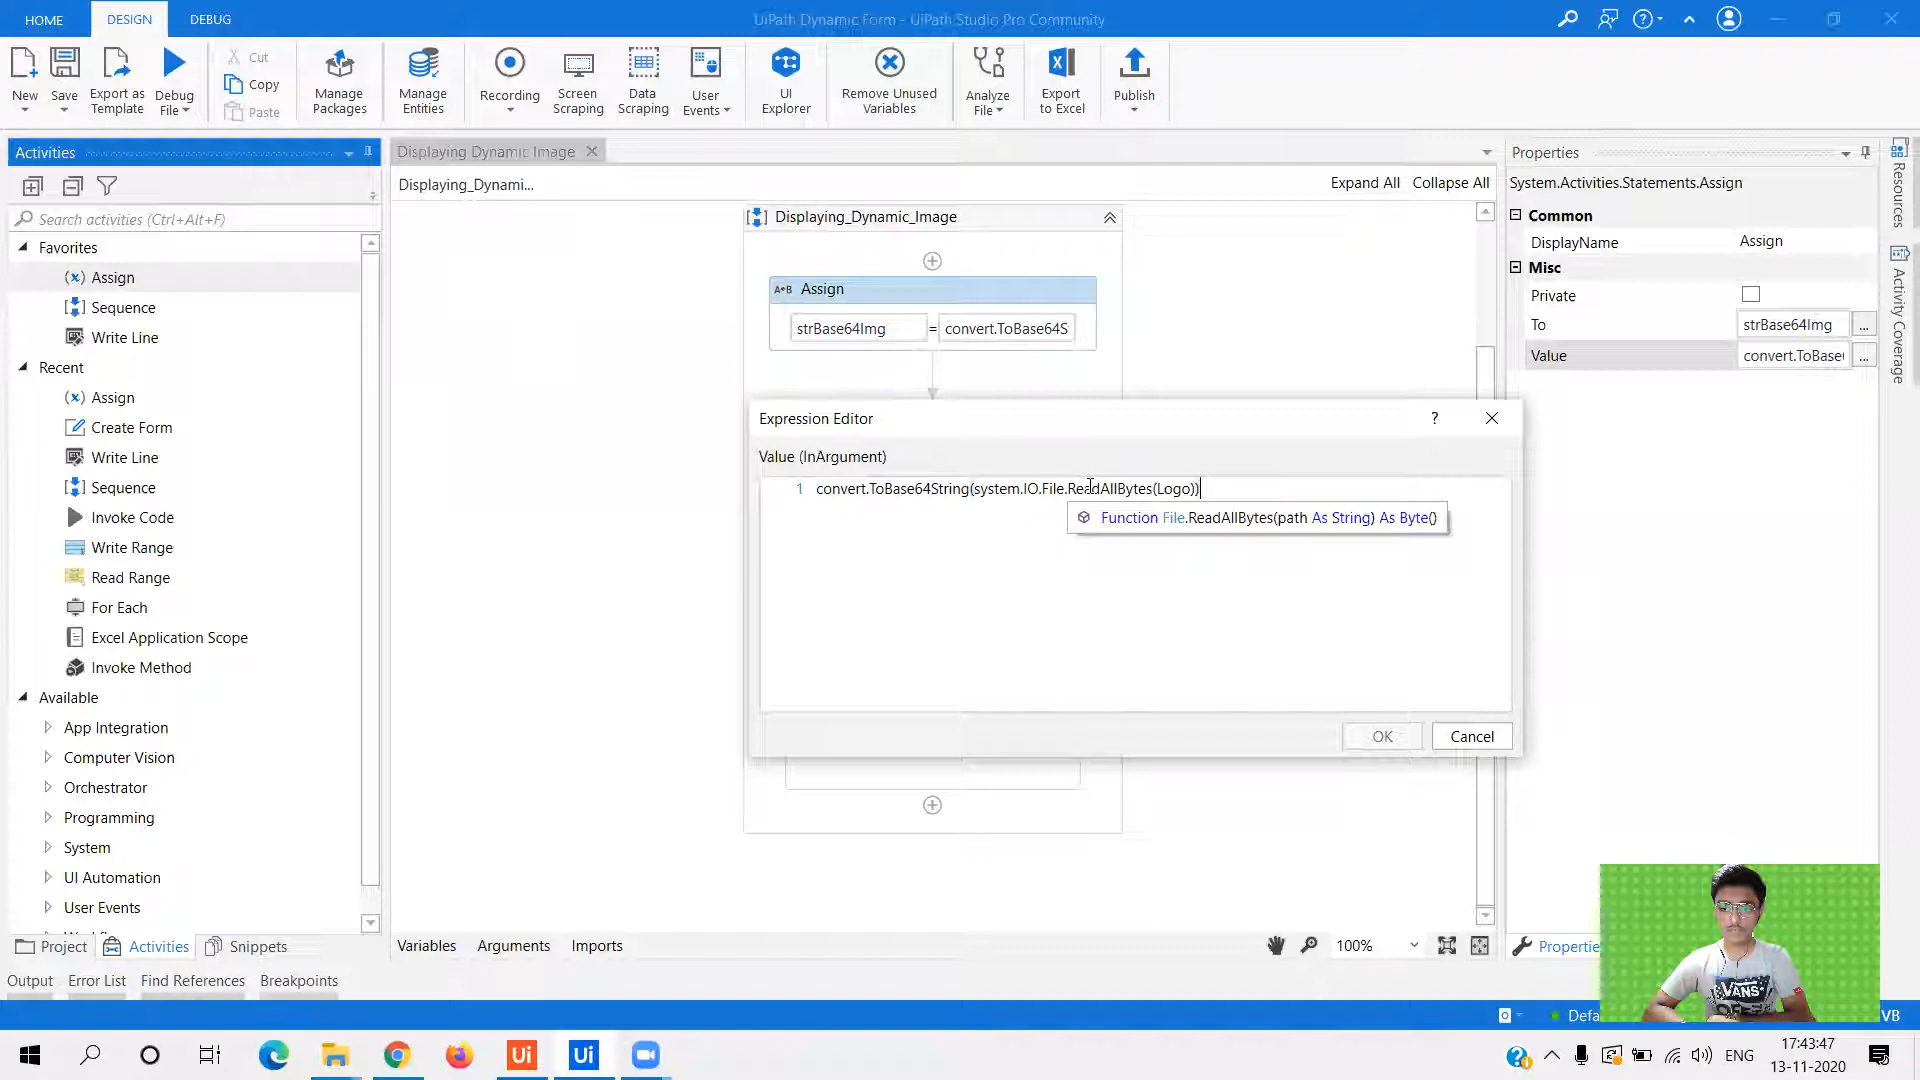 HOME
DESIGN
DEBUG
UiPath Dynamic Form - UiPath Studio Pro Community
New
Save
Export as
Template
Debug
File
Cut
Copy
Paste
Manage
Packages
Manage
Entities
Recording
Screen
Scraping
Data
Scraping
User
Events
UI
Explorer
Remove Unused
Variables
Analyze
File
Export
to Excel
Publish
Activities
Search activities (Ctrl+Alt+F)
Favorites
(x) Assign
Sequence
Write Line
Recent
(x) Assign
Create Form
Write Line
Sequence
Invoke Code
Write Range
Read Range
For Each
Excel Application Scope
Invoke Method
Available
App Integration
Computer Vision
Orchestrator
Programming
System
UI Automation
User Events
Project
Activities
Snippets
Displaying Dynamic Image
Displaying_Dynami...
Expand All
Collapse All
Displaying_Dynamic_Image
A←B Assign
strBase64Img = convert.ToBase64S
Expression Editor
?
Value (InArgument)
1 convert.ToBase64String(system.IO.File.ReadAllBytes(Logo))
Function File.ReadAllBytes(path As String) As Byte()
OK
Cancel
Variables
Arguments
Imports
100%
Properties
System.Activities.Statements.Assign
Common
DisplayName
Assign
Misc
Private
To
strBase64Img
...
Value
convert.ToBase(
...
Resources
Activity Coverage
Propertie
Output
Error List
Find References
Breakpoints
Defa
VB
VANS
Ui
Ui
ENG
17:43:47
13-11-2020